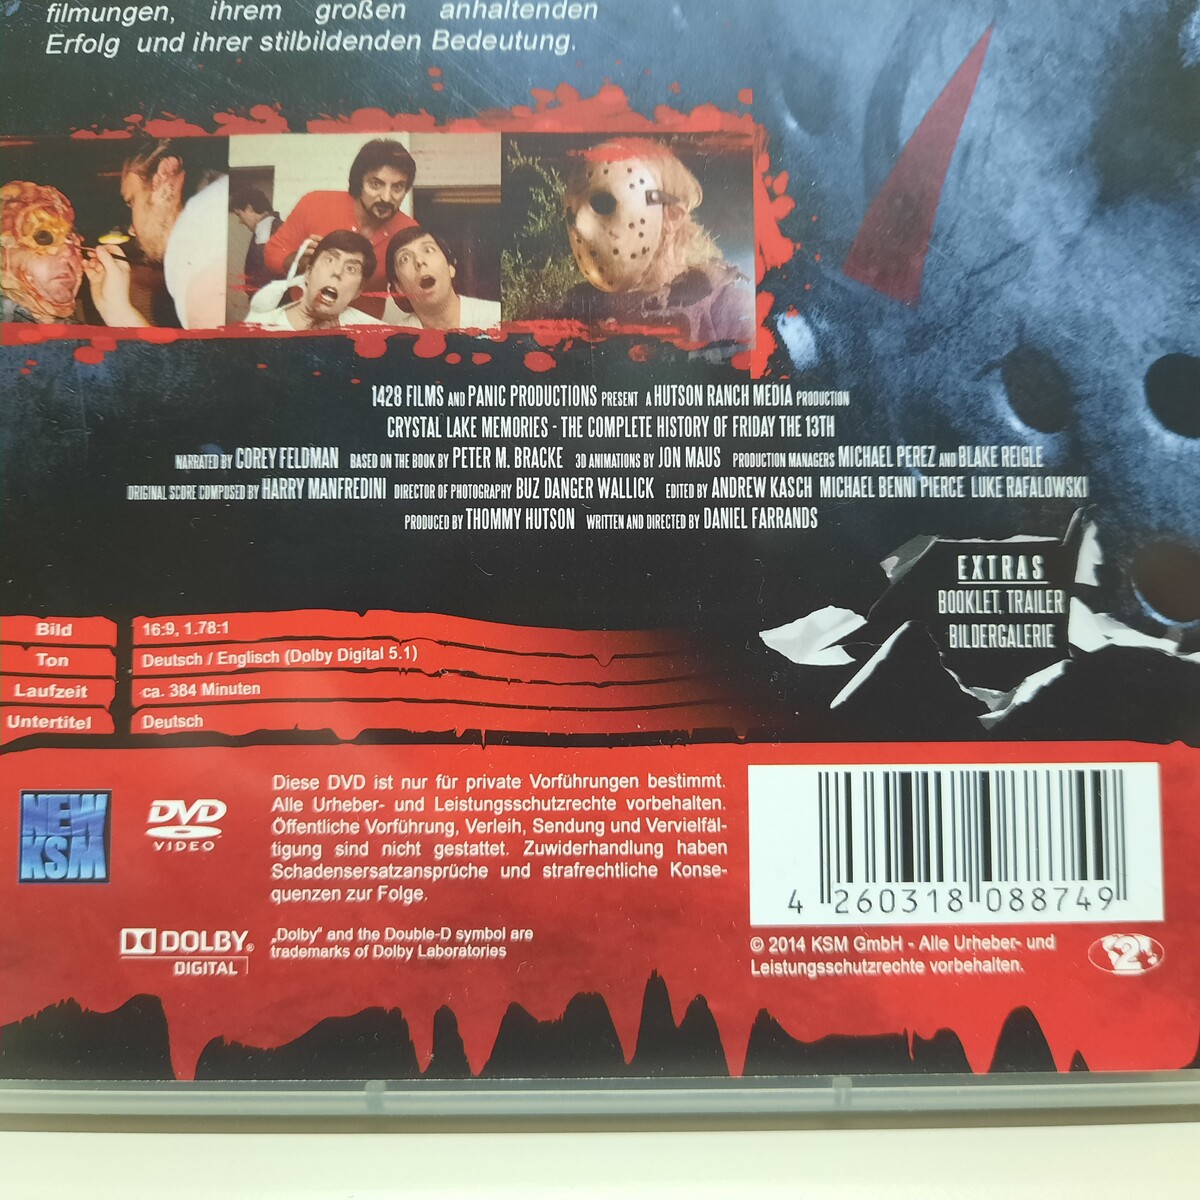 filmungen, ihrem großen anhaltenden
Erfolg und ihrer stilbildenden Bedeutung.
1428 FILMS AND PANIC PRODUCTIONS PRESENT A HUTSON RANCH MEDIA PRODUCTION
CRYSTAL LAKE MEMORIES - THE COMPLETE HISTORY OF FRIDAY THE 13TH
NARRATED BY COREY FELDMAN BASED ON THE BOOK BY PETER M. BRACKE 3D ANIMATIONS BY JON MAUS PRODUCTION MANAGERS MICHAEL PEREZ AND BLAKE REIGLE
ORIGINAL SCORE COMPOSED BY HARRY MANFREDINI DIRECTOR OF PHOTOGRAPHY BUZ DANGER WALLICK EDITED BY ANDREW KASCH MICHAEL BENNI PIERCE LUKE RAFALOWSKI
PRODUCED BY THOMMY HUTSON WRITTEN AND DIRECTED BY DANIEL FARRANDS
EXTRAS
BOOKLET, TRAILER
BILDERGALERIE
Bild 16:9, 1.78:1
Ton Deutsch / Englisch (Dolby Digital 5.1)
Laufzeit ca. 384 Minuten
Untertitel Deutsch
NEW
KSM
DVD
VIDEO
Diese DVD ist nur für private Vorführungen bestimmt.
Alle Urheber- und Leistungsschutzrechte vorbehalten.
Öffentliche Vorführung, Verleih, Sendung und Vervielfäl-
tigung sind nicht gestattet. Zuwiderhandlung haben
Schadensersatzansprüche und strafrechtliche Konse-
quenzen zur Folge.
DOLBY
DIGITAL
„Dolby" and the Double-D symbol are
trademarks of Dolby Laboratories
4 260318 088749
© 2014 KSM GmbH - Alle Urheber- und
Leistungsschutzrechte vorbehalten.
2